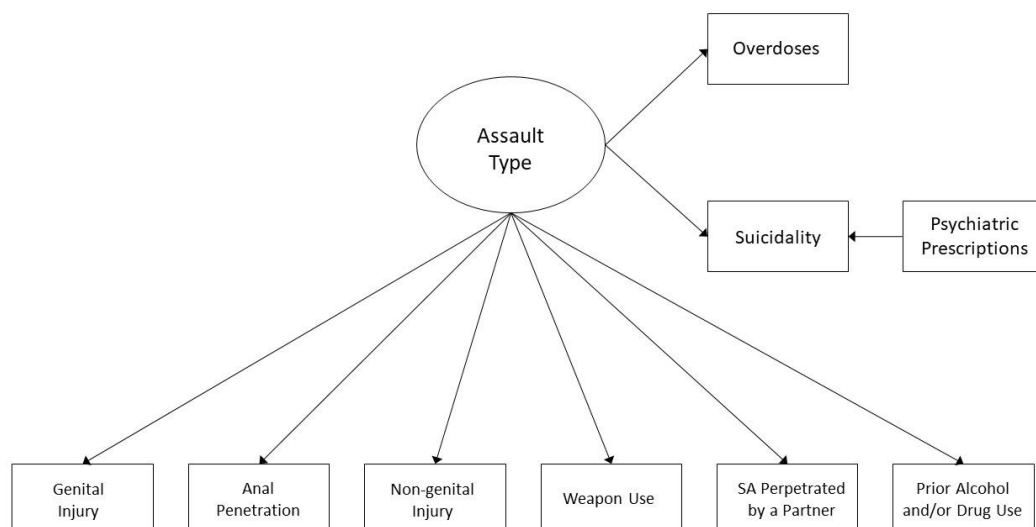 Overdoses
Assault
Type
Suicidality
Psychiatric
Prescriptions
Genital
Injury
Anal
Penetration
Non-genital
Injury
Weapon Use
SA Perpetrated
by a Partner
Prior Alcohol
and/or Drug Use